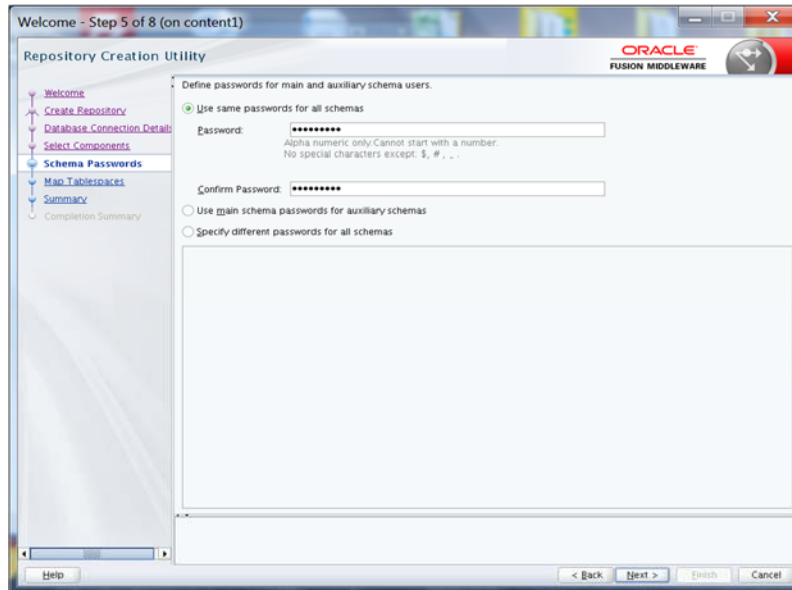 Welcome - Step 5 of 8 (on content1)
Repository Creation Utility
ORACLE
FUSION MIDDLEWARE
Welcome
Create Repository
Database Connection Details
Select Components
Schema Passwords
Map Tablespaces
Summary
Completion Summary
Define passwords for main and auxiliary schema users.
Use same passwords for all schemas
Password: •••••••••
Alpha numeric only.Cannot start with a number.
No special characters except: $, #, _ .
Confirm Password: •••••••••
Use main schema passwords for auxiliary schemas
Specify different passwords for all schemas
Help
< Back Next > Finish Cancel